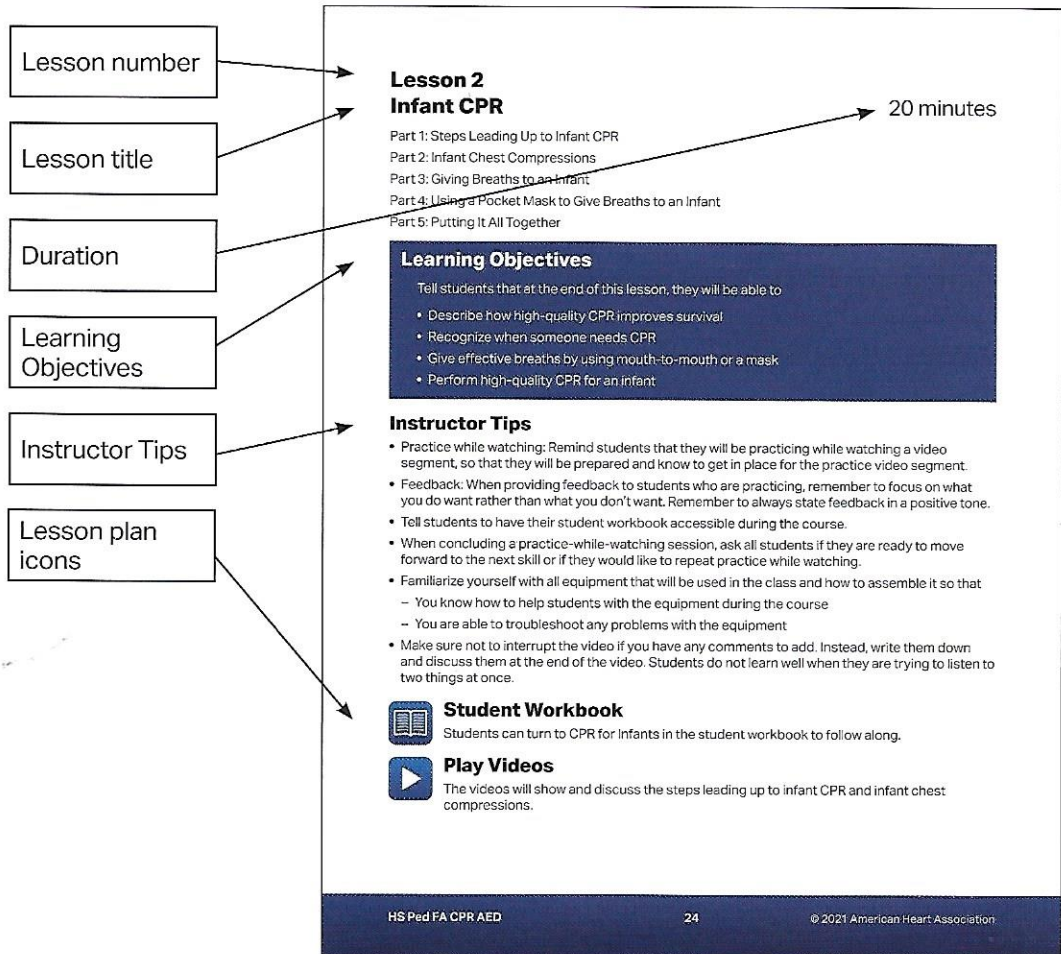 Lesson number
Lesson title
Duration
Learning
Objectives
Instructor Tips
Lesson plan
icons
Lesson 2
Infant CPR
20 minutes
Part 1: Steps Leading Up to Infant CPR
Part 2: Infant Chest Compressions
Part 3: Giving Breaths to an Infant
Part 4: Using a Pocket Mask to Give Breaths to an Infant
Part 5: Putting It All Together
Learning Objectives
Tell students that at the end of this lesson, they will be able to
• Describe how high-quality CPR improves survival
• Recognize when someone needs CPR
• Give effective breaths by using mouth-to-mouth or a mask
• Perform high-quality CPR for an infant
Instructor Tips
• Practice while watching: Remind students that they will be practicing while watching a video
segment, so that they will be prepared and know to get in place for the practice video segment.
• Feedback: When providing feedback to students who are practicing, remember to focus on what
you do want rather than what you don't want. Remember to always state feedback in a positive tone.
• Tell students to have their student workbook accessible during the course.
• When concluding a practice-while-watching session, ask all students if they are ready to move
forward to the next skill or if they would like to repeat practice while watching.
• Familiarize yourself with all equipment that will be used in the class and how to assemble it so that
– You know how to help students with the equipment during the course
– You are able to troubleshoot any problems with the equipment
• Make sure not to interrupt the video if you have any comments to add. Instead, write them down
and discuss them at the end of the video. Students do not learn well when they are trying to listen to
two things at once.
Student Workbook
Students can turn to CPR for Infants in the student workbook to follow along.
Play Videos
The videos will show and discuss the steps leading up to infant CPR and infant chest
compressions.
HS Ped FA CPR AED
24
© 2021 American Heart Association